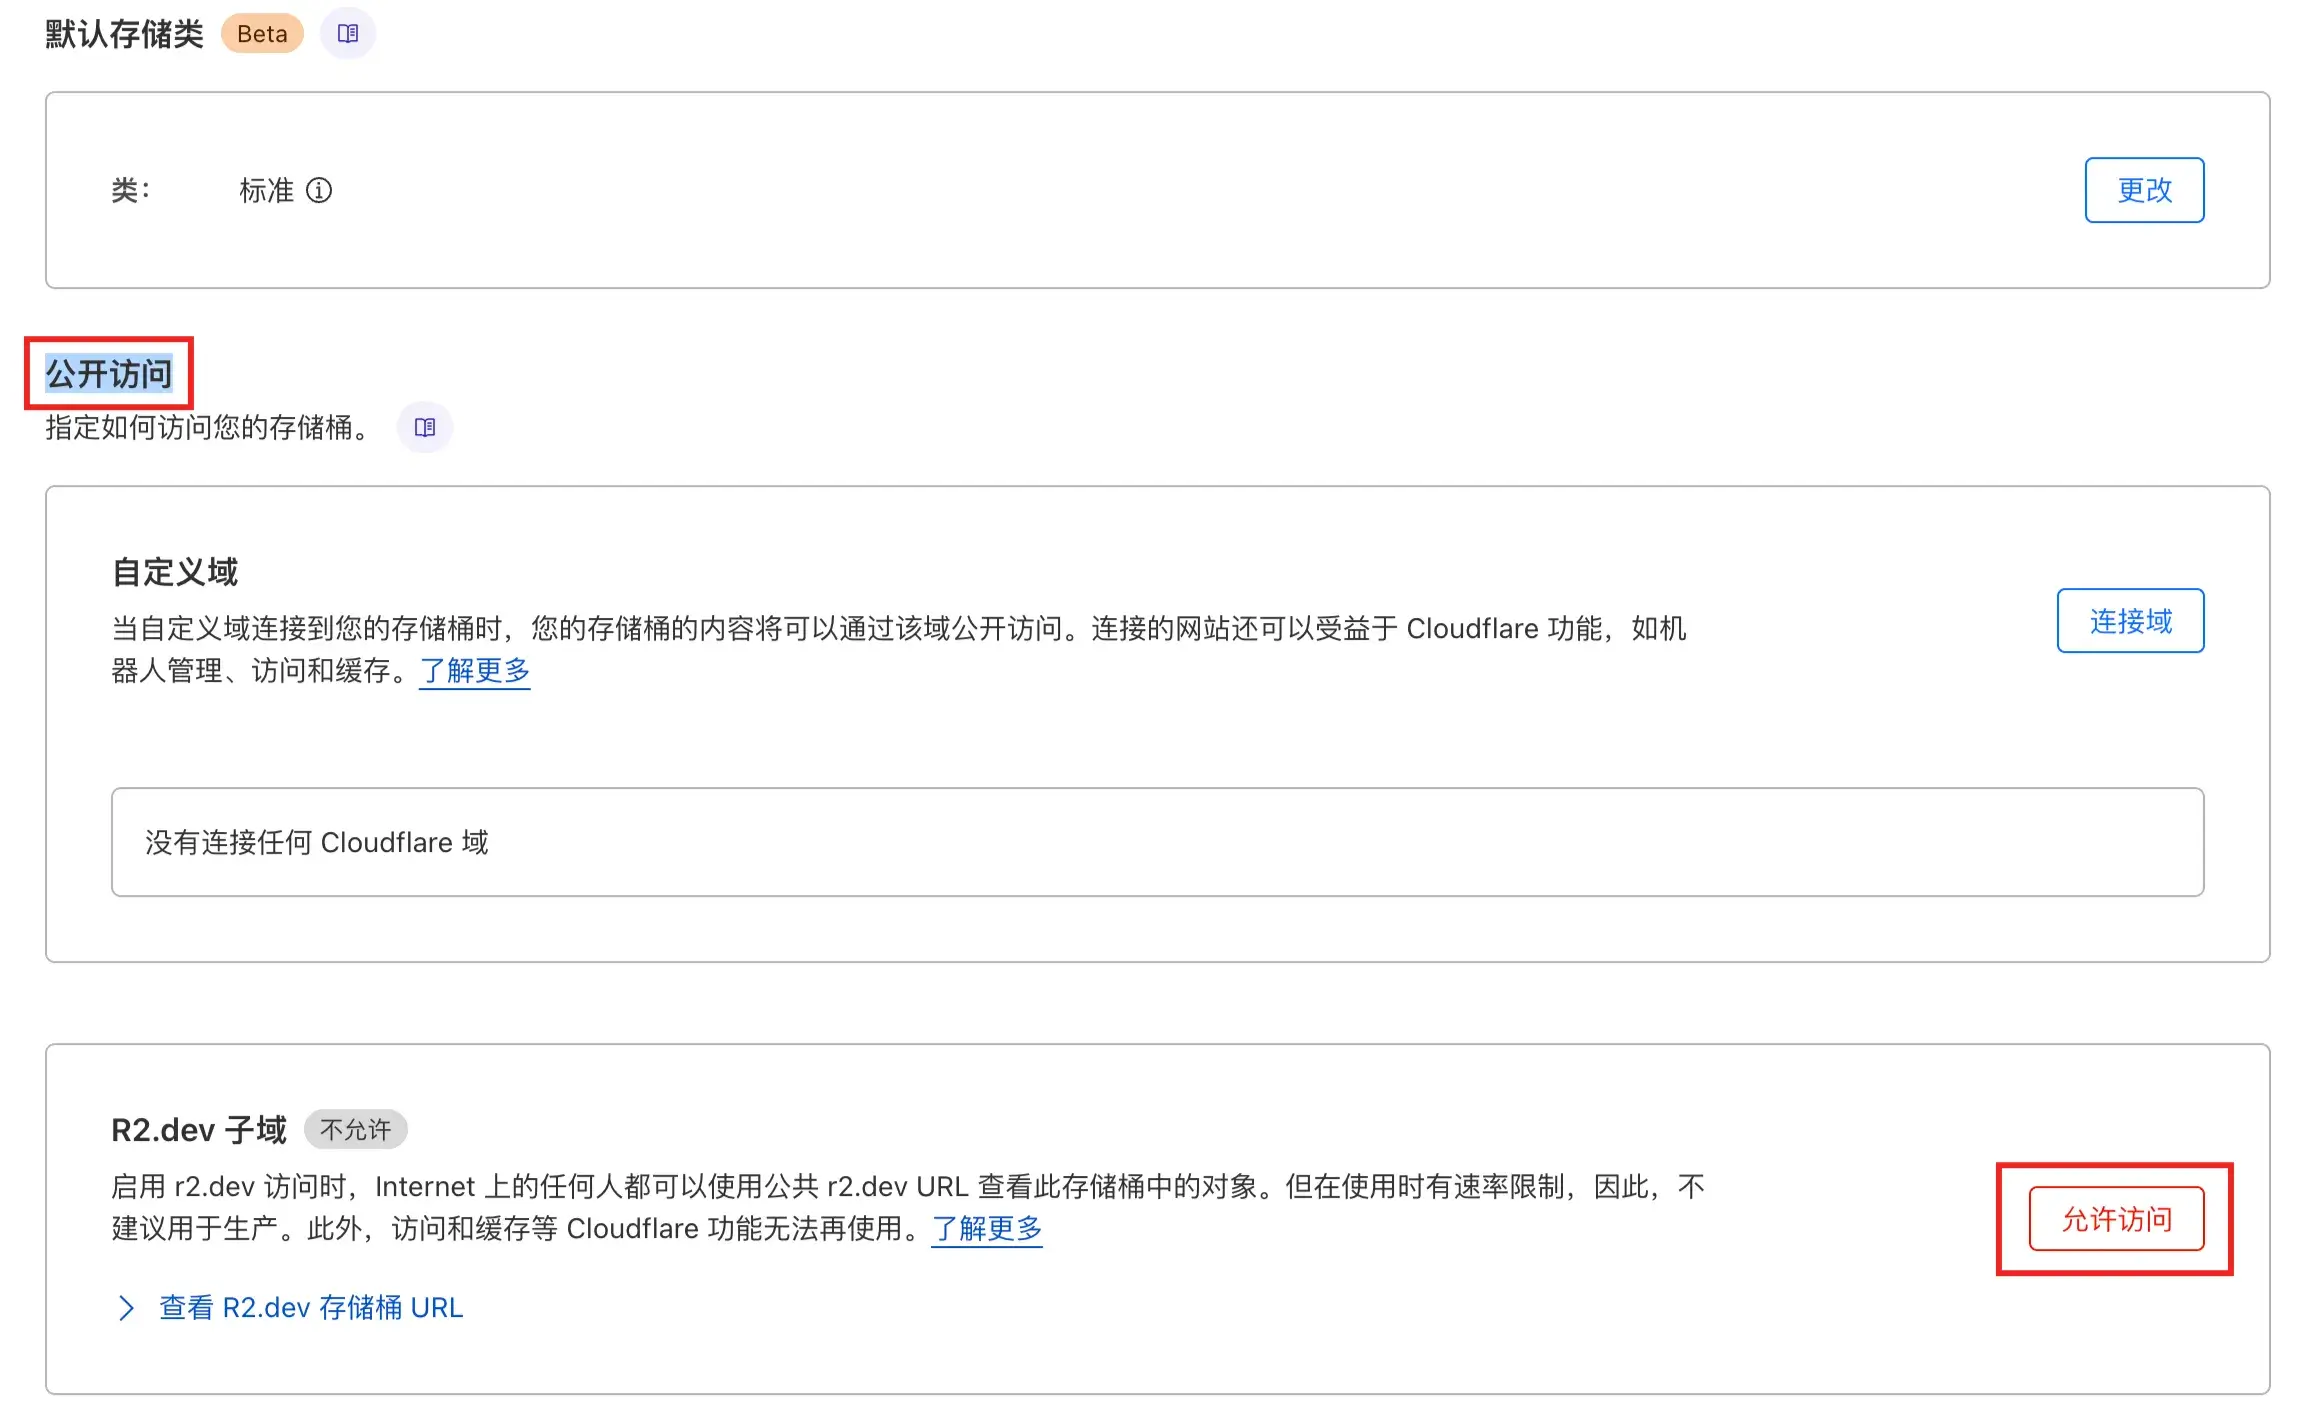 默认存储类 Beta
类： 标准
更改
公开访问
指定如何访问您的存储桶。
自定义域
当自定义域连接到您的存储桶时，您的存储桶的内容将可以通过该域公开访问。连接的网站还可以受益于 Cloudflare 功能，如机
器人管理、访问和缓存。了解更多
连接域
没有连接任何 Cloudflare 域
R2.dev 子域 不允许
启用 r2.dev 访问时，Internet 上的任何人都可以使用公共 r2.dev URL 查看此存储桶中的对象。但在使用时有速率限制，因此，不
建议用于生产。此外，访问和缓存等 Cloudflare 功能无法再使用。了解更多
允许访问
查看 R2.dev 存储桶 URL